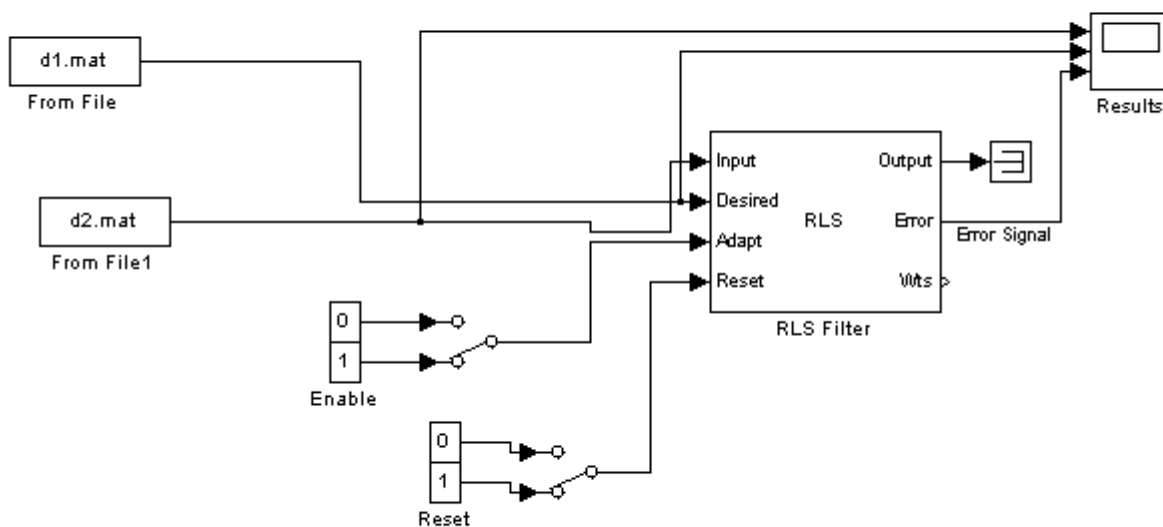 d1.mat
From File
Results
Input
Output
Desired
RLS
d2.mat
Error
Error Signal
From File1
Adapt
Reset
Wts
RLS Filter
0
1
Enable
0
1
Reset